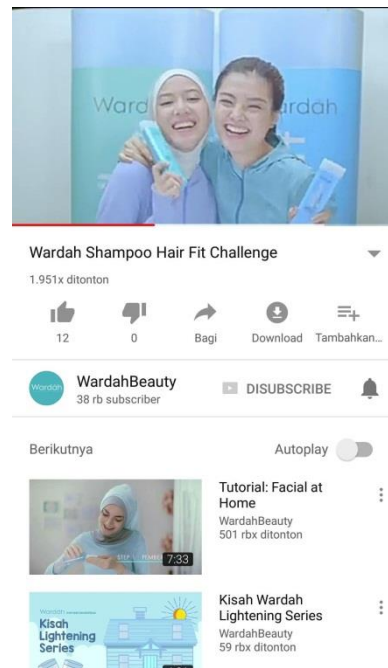 Ward
ardah
Wardah Shampoo Hair Fit Challenge
1.951x ditonton
12
0
Bagi
Download
Tambahkan...
Wardah
WardahBeauty
38 rb subscriber
DISUBSCRIBE
Berikutnya
Autoplay
7:33
Tutorial: Facial at
Home
WardahBeauty
501 rbx ditonton
Wardah
Kisah
Lightening
Series
Kisah Wardah
Lightening Series
WardahBeauty
59 rbx ditonton